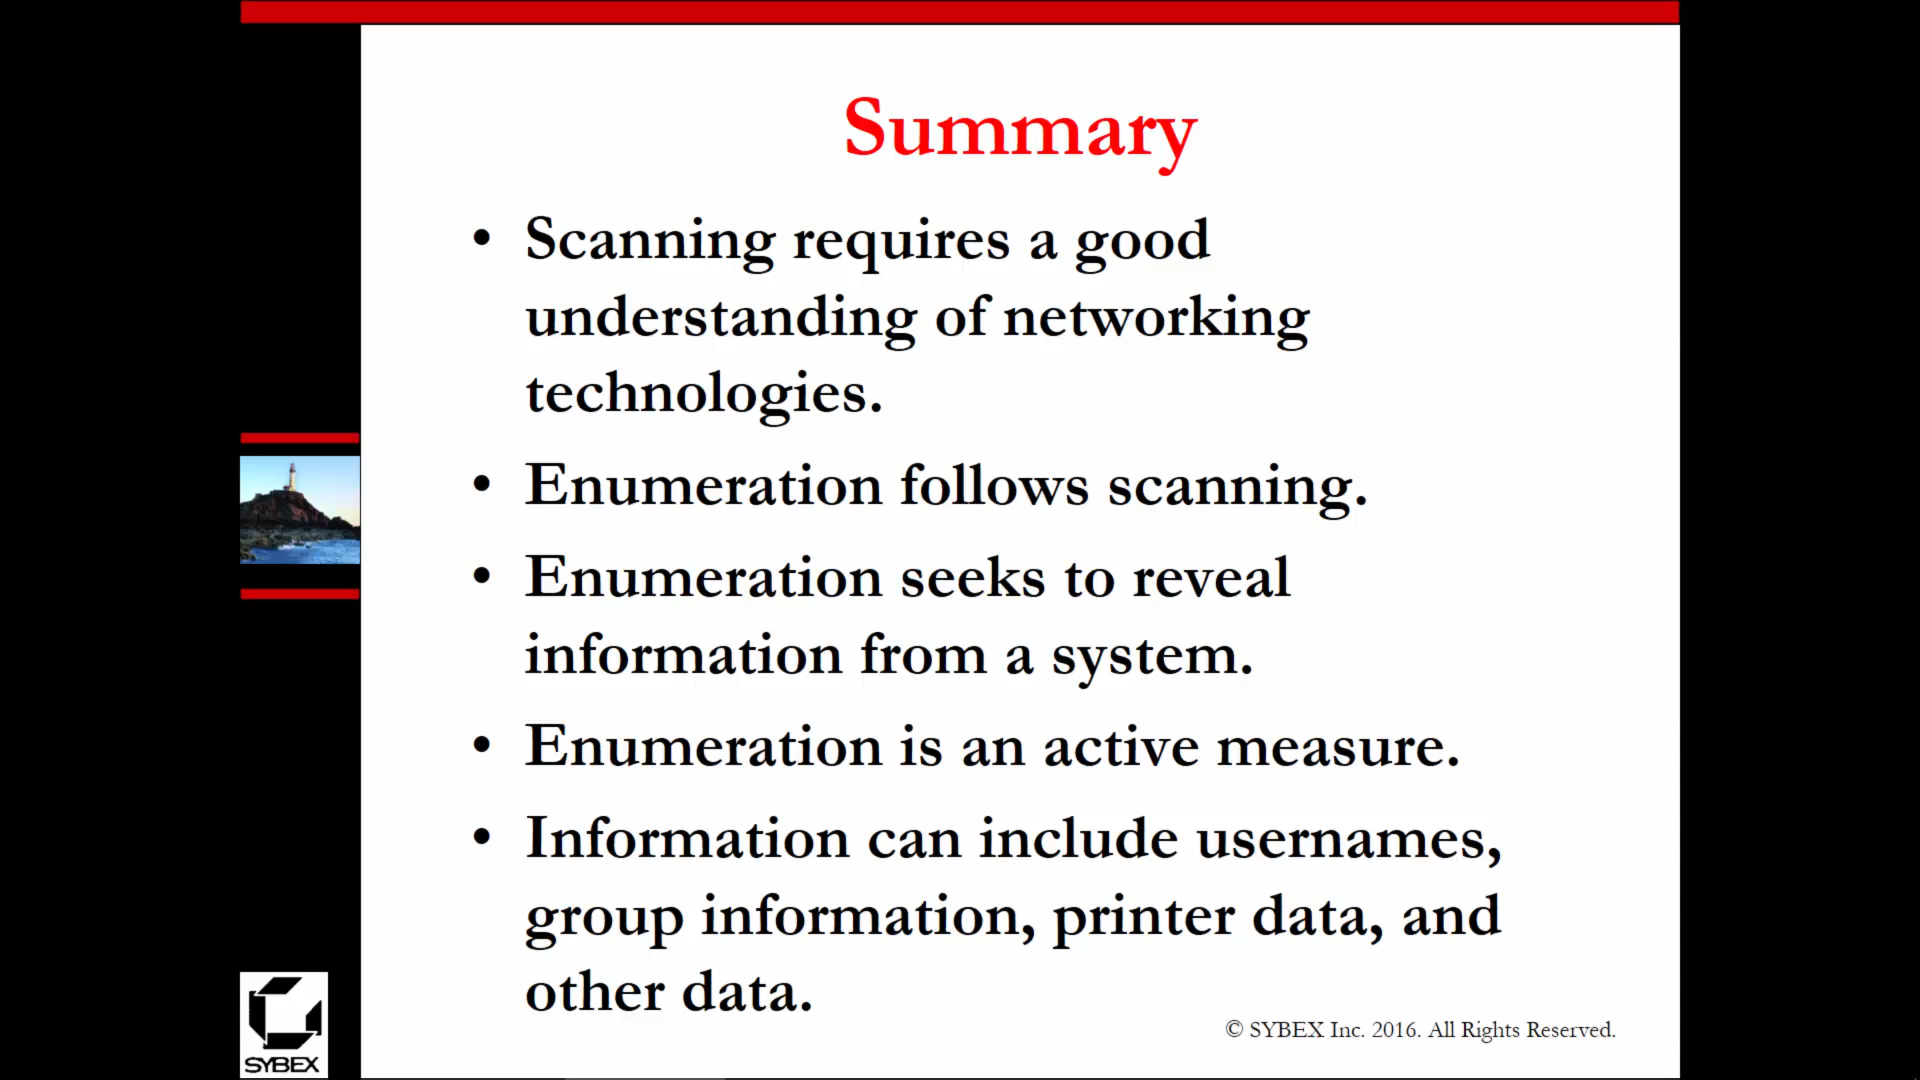 Summary
• Scanning requires a good
understanding of networking
technologies.
• Enumeration follows scanning.
• Enumeration seeks to reveal
information from a system.
• Enumeration is an active measure.
• Information can include usernames,
group information, printer data, and
other data.
© SYBEX Inc. 2016. All Rights Reserved.
SYBEX